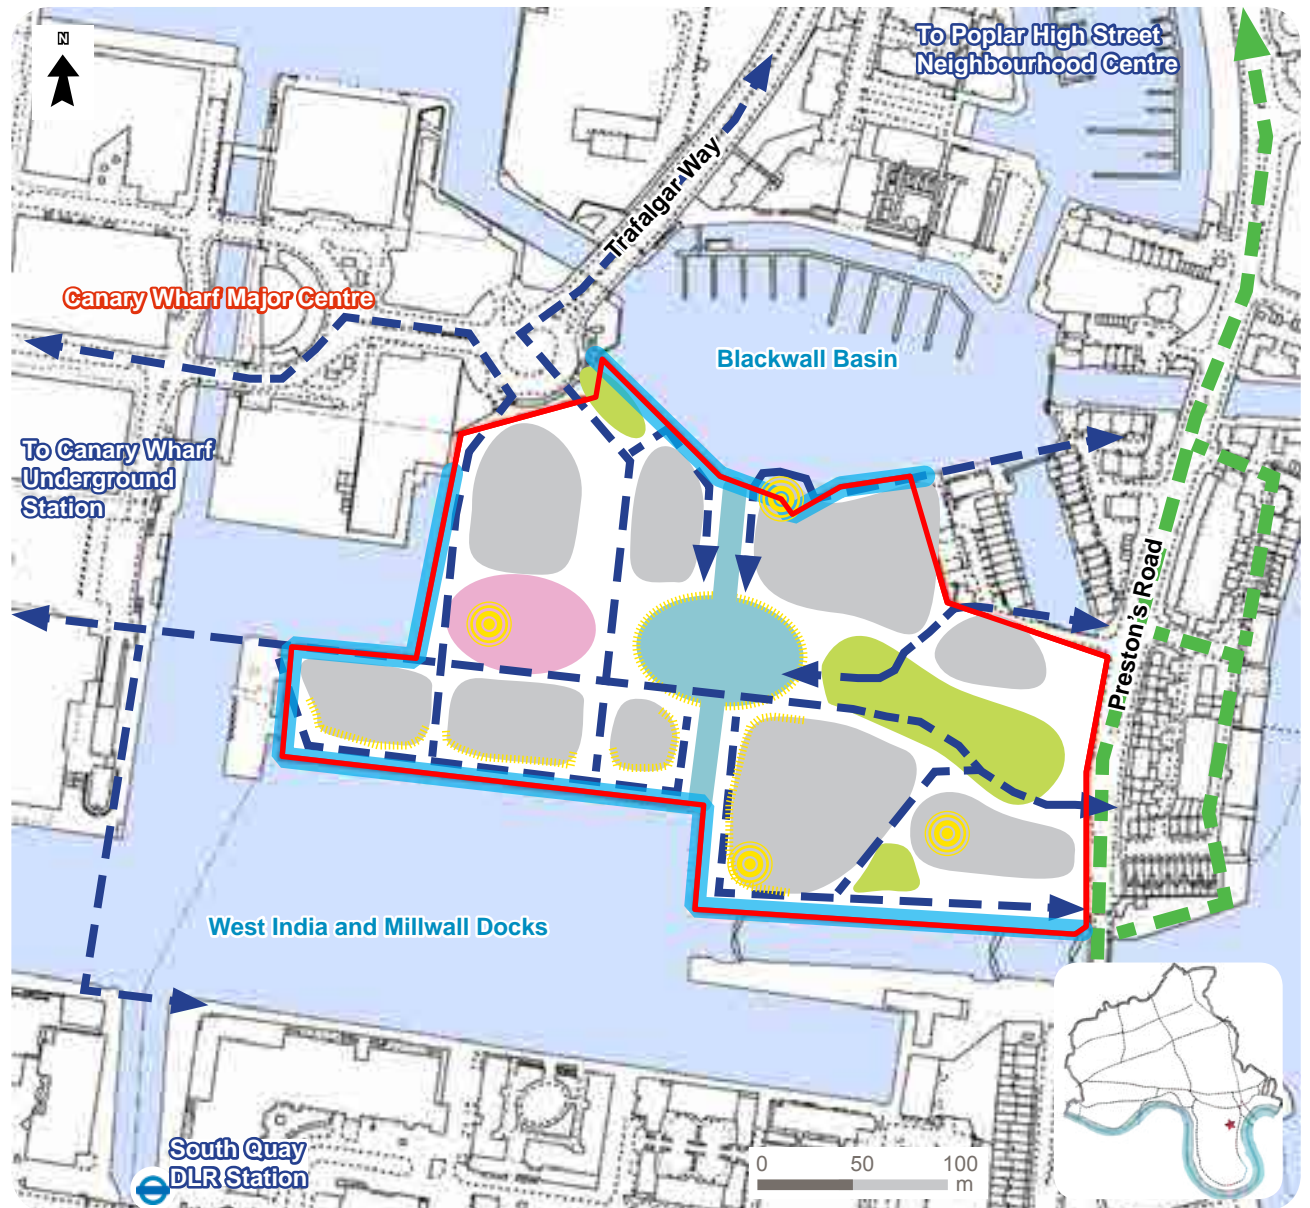 N
To Poplar High Street
Neighbourhood Centre
Trafalgar Way
Canary Wharf Major Centre
Blackwall Basin
To Canary Wharf
Underground
Station
Preston's Road
West India and Millwall Docks
South Quay
DLR Station
0 50 100
m